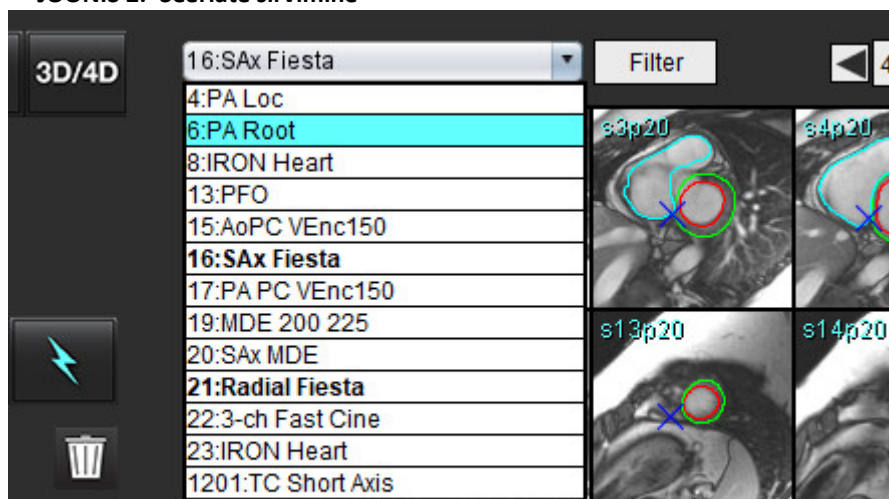 3D/4D
16:SAx Fiesta
Filter
4
4:PA Loc
6:PA Root
8:IRON Heart
13:PFO
15:AoPC VEnc150
16:SAx Fiesta
17:PA PC VEnc150
19:MDE 200 225
20:SAx MDE
21:Radial Fiesta
22:3-ch Fast Cine
23:IRON Heart
1201:TC Short Axis
s3p20
s4p20
s13p20
s14p20